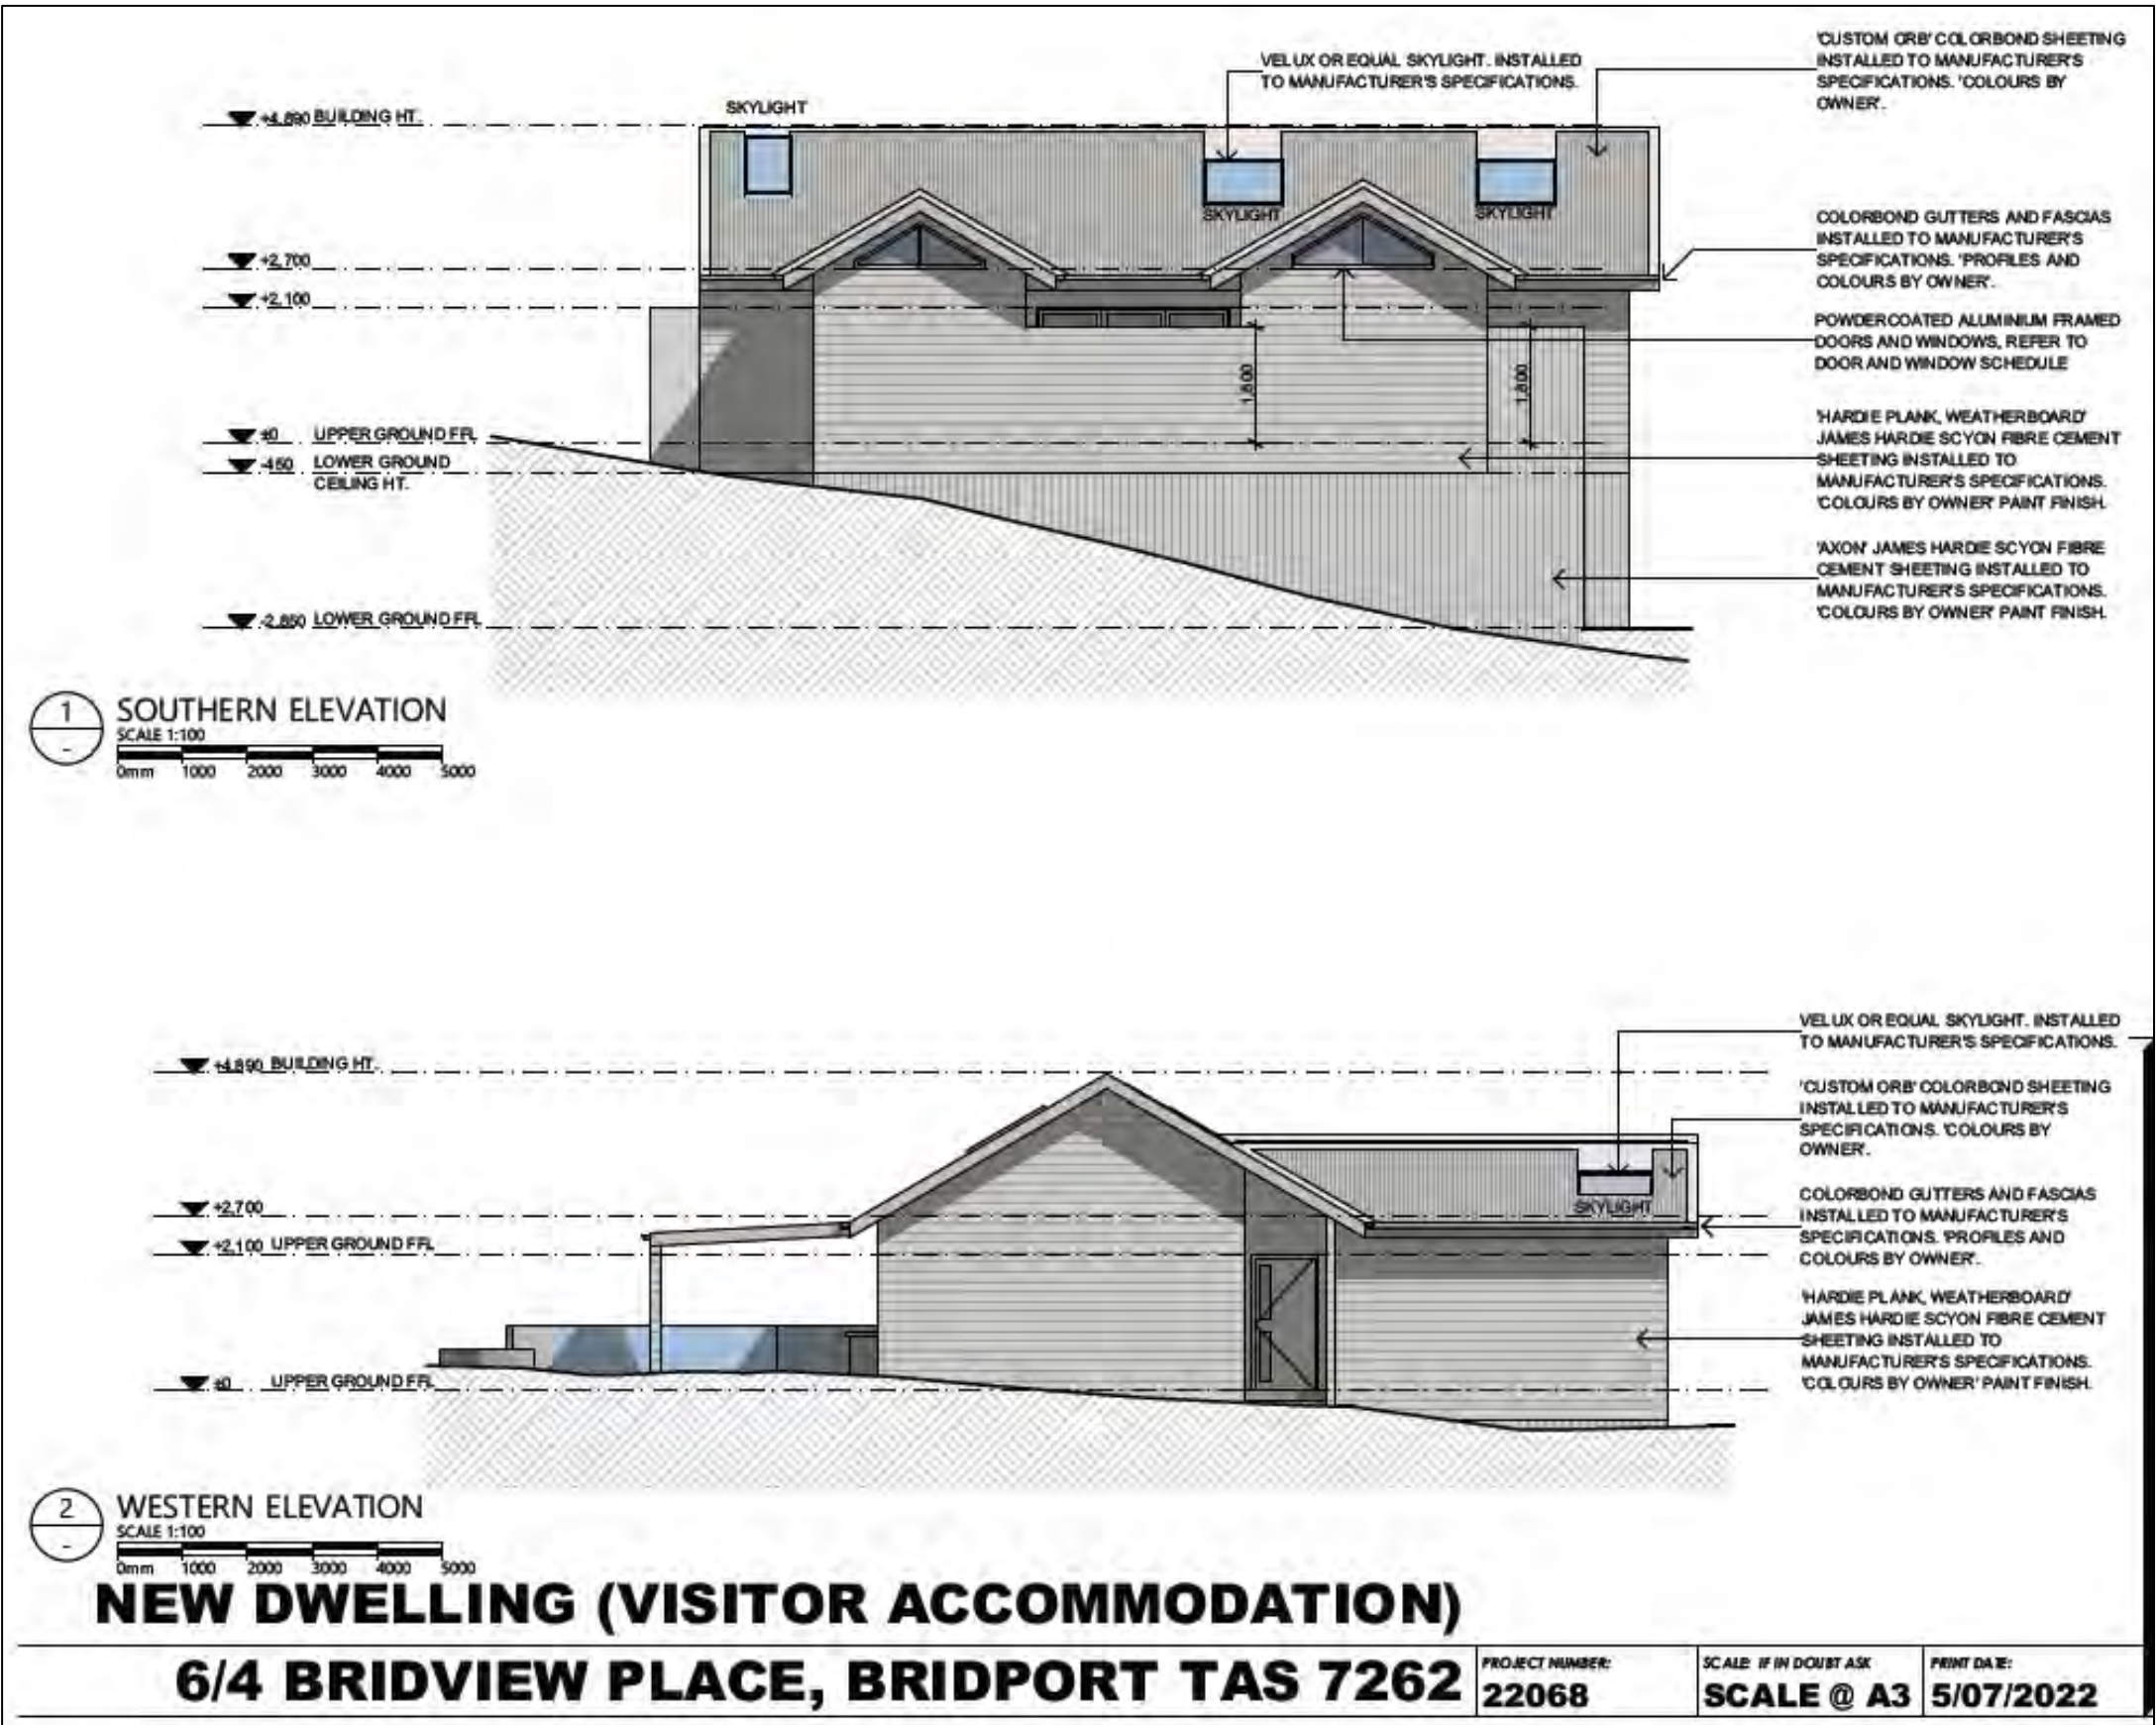 VELUX OR EQUAL SKYLIGHT. INSTALLED
TO MANUFACTURER'S SPECIFICATIONS.
'CUSTOM ORB' COLORBOND SHEETING
INSTALLED TO MANUFACTURER'S
SPECIFICATIONS. 'COLOURS BY
OWNER'.
SKYLIGHT
+4,890 BUILDING HT.
SKYLIGHT
SKYLIGHT
COLORBOND GUTTERS AND FASCIAS
INSTALLED TO MANUFACTURER'S
SPECIFICATIONS. 'PROFILES AND
COLOURS BY OWNER'.
+2,700
+2,100
POWDERCOATED ALUMINIUM FRAMED
DOORS AND WINDOWS, REFER TO
DOOR AND WINDOW SCHEDULE
1,800
1,800
'HARDIE PLANK, WEATHERBOARD'
JAMES HARDIE SCYON FIBRE CEMENT
SHEETING INSTALLED TO
MANUFACTURER'S SPECIFICATIONS.
'COLOURS BY OWNER' PAINT FINISH.
±0 UPPER GROUND FFL
-450 LOWER GROUND
CEILING HT.
'AXON' JAMES HARDIE SCYON FIBRE
CEMENT SHEETING INSTALLED TO
MANUFACTURER'S SPECIFICATIONS.
'COLOURS BY OWNER' PAINT FINISH.
-2,850 LOWER GROUND FFL
1
-
SOUTHERN ELEVATION
SCALE 1:100
0mm 1000 2000 3000 4000 5000
VELUX OR EQUAL SKYLIGHT. INSTALLED
TO MANUFACTURER'S SPECIFICATIONS.
+4,890 BUILDING HT.
'CUSTOM ORB' COLORBOND SHEETING
INSTALLED TO MANUFACTURER'S
SPECIFICATIONS. 'COLOURS BY
OWNER'.
SKYLIGHT
+2,700
+2,100 UPPER GROUND FFL
COLORBOND GUTTERS AND FASCIAS
INSTALLED TO MANUFACTURER'S
SPECIFICATIONS. 'PROFILES AND
COLOURS BY OWNER'.
'HARDIE PLANK, WEATHERBOARD'
JAMES HARDIE SCYON FIBRE CEMENT
SHEETING INSTALLED TO
MANUFACTURER'S SPECIFICATIONS.
'COLOURS BY OWNER' PAINT FINISH.
±0 UPPER GROUND FFL
2
-
WESTERN ELEVATION
SCALE 1:100
0mm 1000 2000 3000 4000 5000
NEW DWELLING (VISITOR ACCOMMODATION)
6/4 BRIDVIEW PLACE, BRIDPORT TAS 7262
PROJECT NUMBER:
22068
SCALE: IF IN DOUBT ASK
SCALE @ A3
PRINT DATE:
5/07/2022